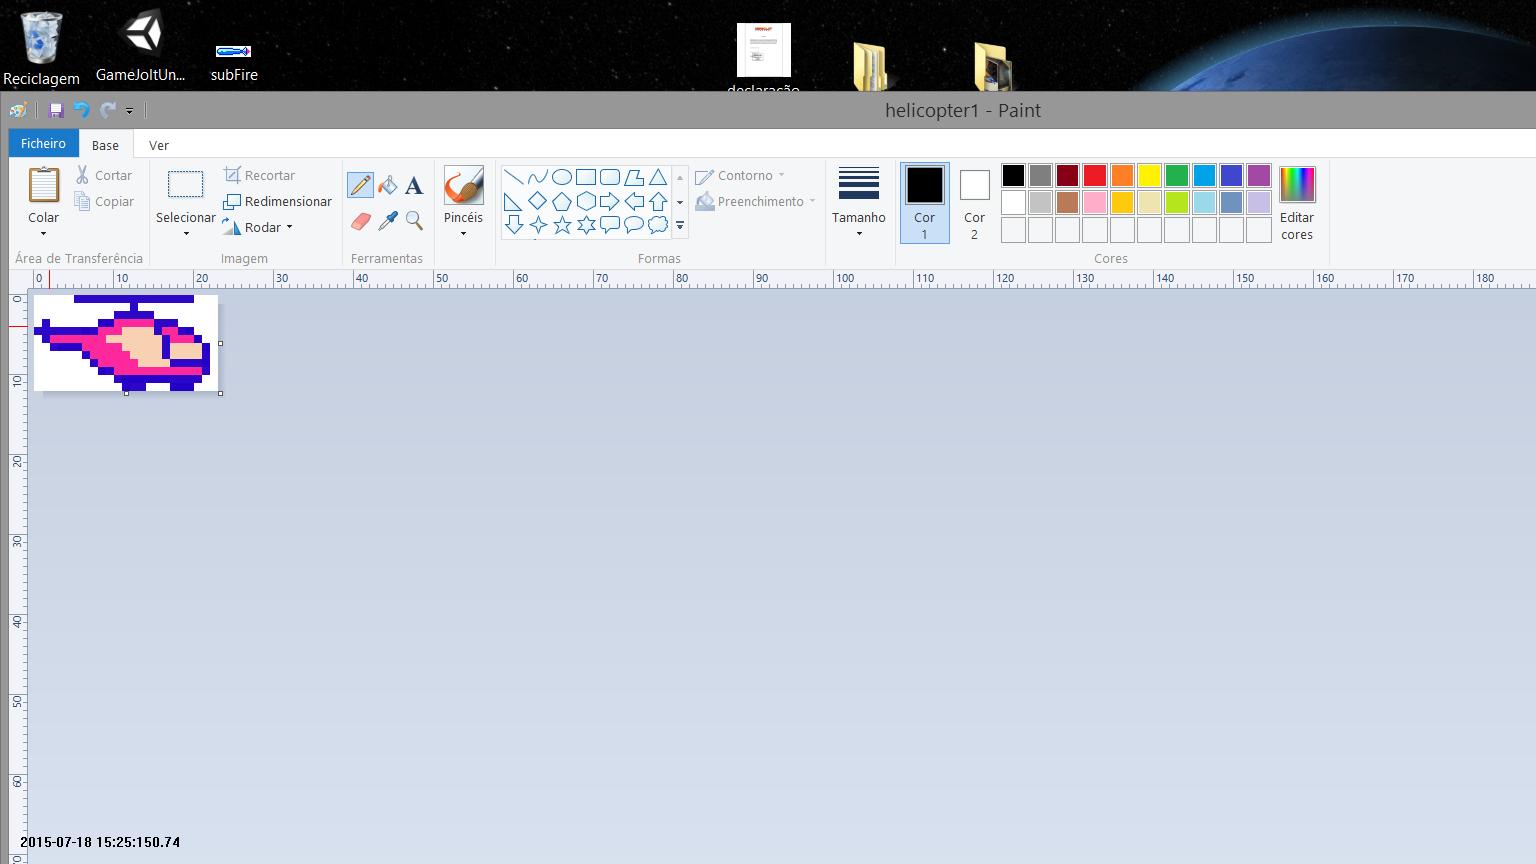 Reciclagem
GameJoltUn...
subFire
declaração
helicopter1 - Paint
Ficheiro
Base
Ver
Colar
Cortar
Copiar
Área de Transferência
Selecionar
Recortar
Redimensionar
Rodar
Imagem
A
Ferramentas
Pincéis
Formas
Contorno
Preenchimento
Tamanho
Cor
1
Cor
2
Cores
Editar
cores
0 10 20 30 40 50 60 70 80 90 100 110 120 130 140 150 160 170 180
0
10
20
30
40
50
60
70
2015-07-18 15:25:150.74